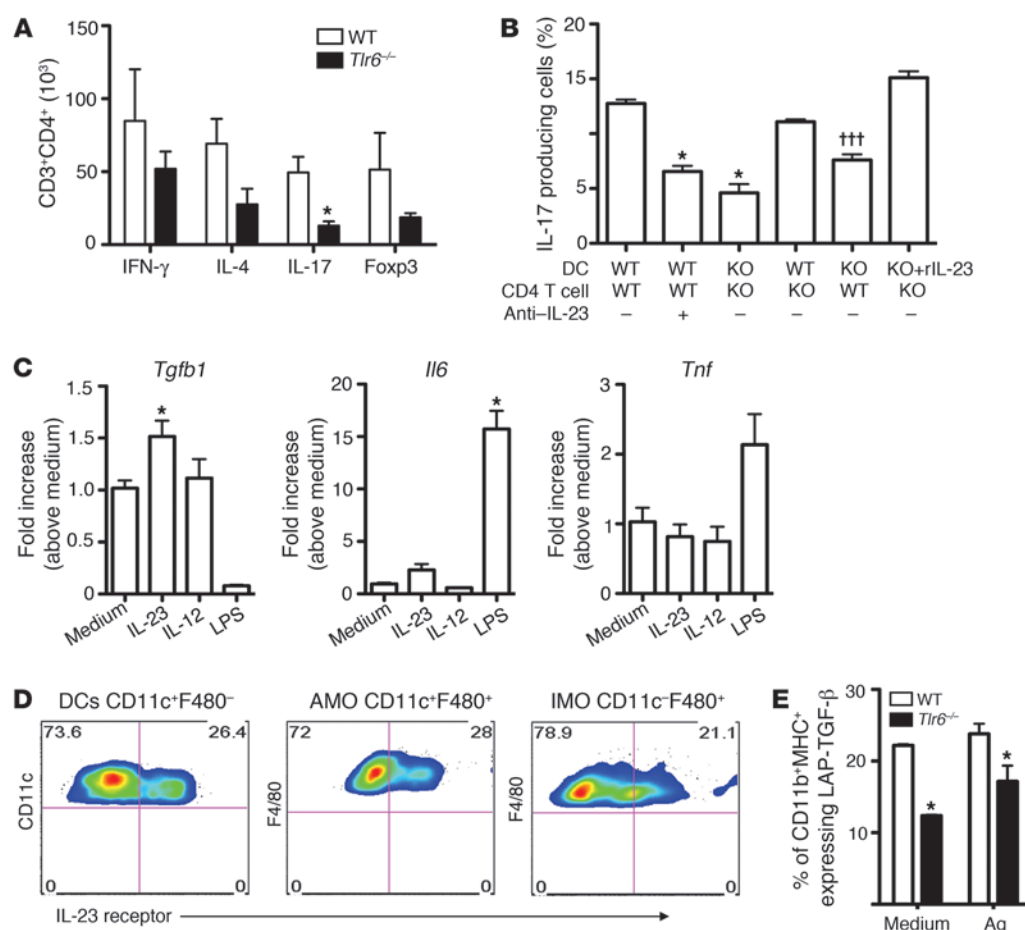 A
WT
Tlr6⁻/⁻
CD3⁺CD4⁺ (10³)
150
100
50
0
IFN-γ IL-4 IL-17 Foxp3
*
B
IL-17 producing cells (%)
20
15
10
5
0
* * †††
DC WT WT KO WT KO KO+rIL-23
CD4 T cell WT WT KO KO WT KO
Anti–IL-23 – + – – – –
C
Tgfb1
Fold increase
(above medium)
1.5
1.0
0.5
0
*
Medium IL-23 IL-12 LPS
Il6
Fold increase
(above medium)
20
15
10
5
0
*
Medium IL-23 IL-12 LPS
Tnf
Fold increase
(above medium)
3
2
1
0
Medium IL-23 IL-12 LPS
D
DCs CD11c⁺F480⁻
73.6 26.4
CD11c
0 0
AMO CD11c⁺F480⁺
72 28
F4/80
0 0
IMO CD11c⁻F480⁺
78.9 21.1
F4/80
0 0
IL-23 receptor
E
WT
Tlr6⁻/⁻
% of CD11b⁺MHC⁺
expressing LAP-TGF-β
30
20
10
* *
Medium Ag